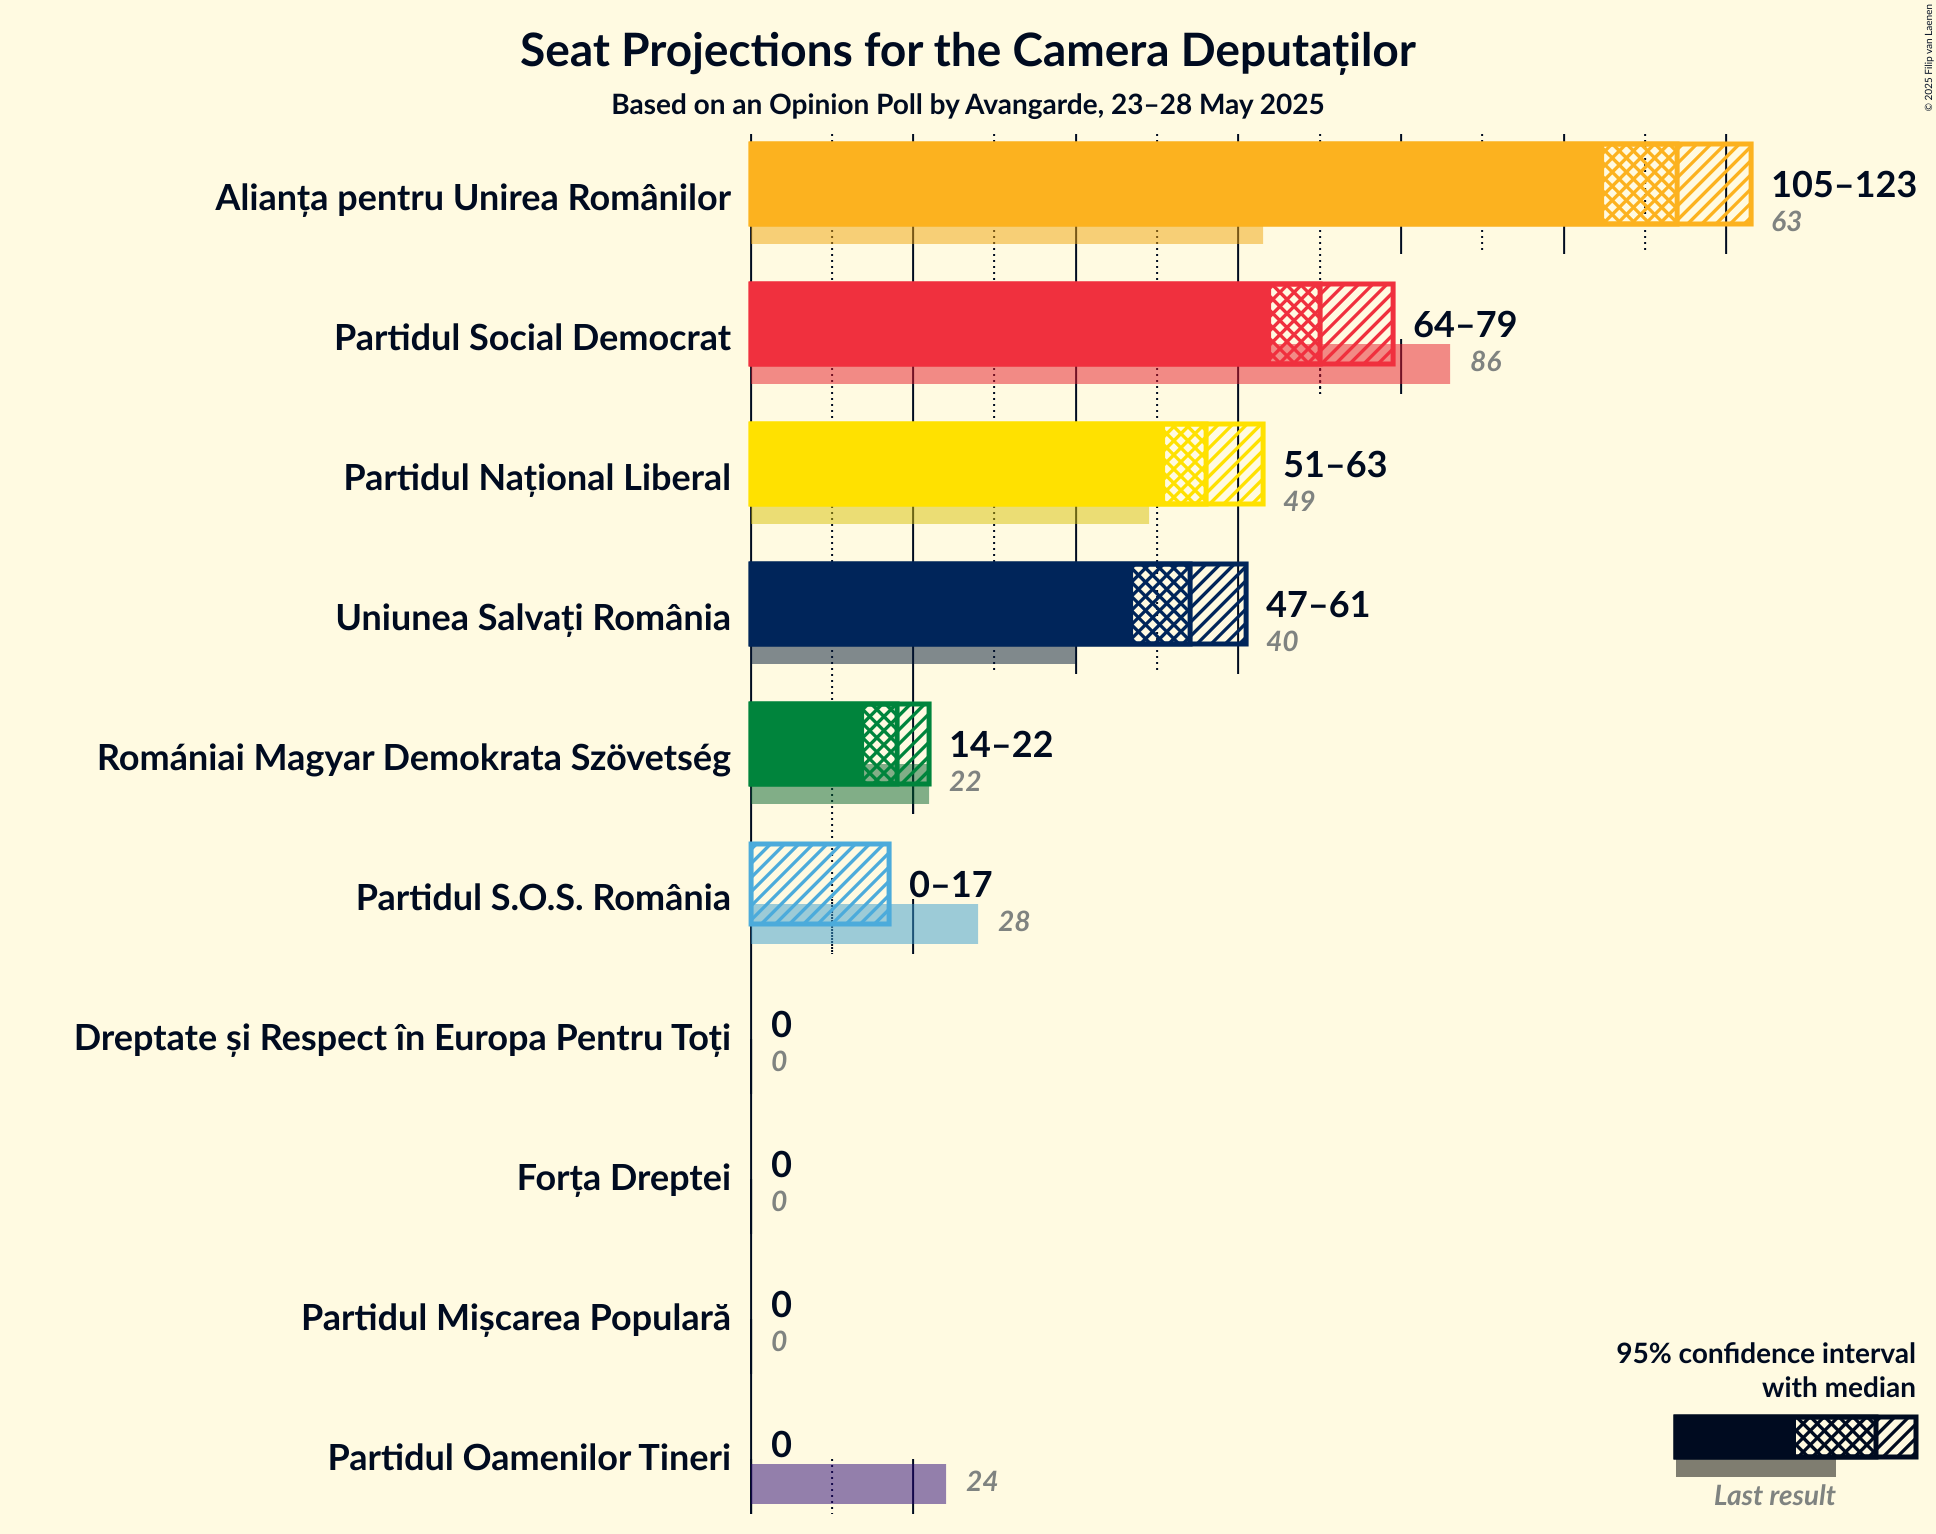 Seat Projections for the Camera Deputaților
Based on an Opinion Poll by Avangarde, 23–28 May 2025
© 2025 Filip van Laenen
Alianța pentru Unirea Românilor
105–123
63
Partidul Social Democrat
64–79
86
Partidul Național Liberal
51–63
49
Uniunea Salvați România
47–61
40
Romániai Magyar Demokrata Szövetség
14–22
22
Partidul S.O.S. România
0–17
28
Dreptate și Respect în Europa Pentru Toți
0
0
Forța Dreptei
0
0
Partidul Mișcarea Populară
0
0
Partidul Oamenilor Tineri
0
24
95% confidence interval
with median
Last result